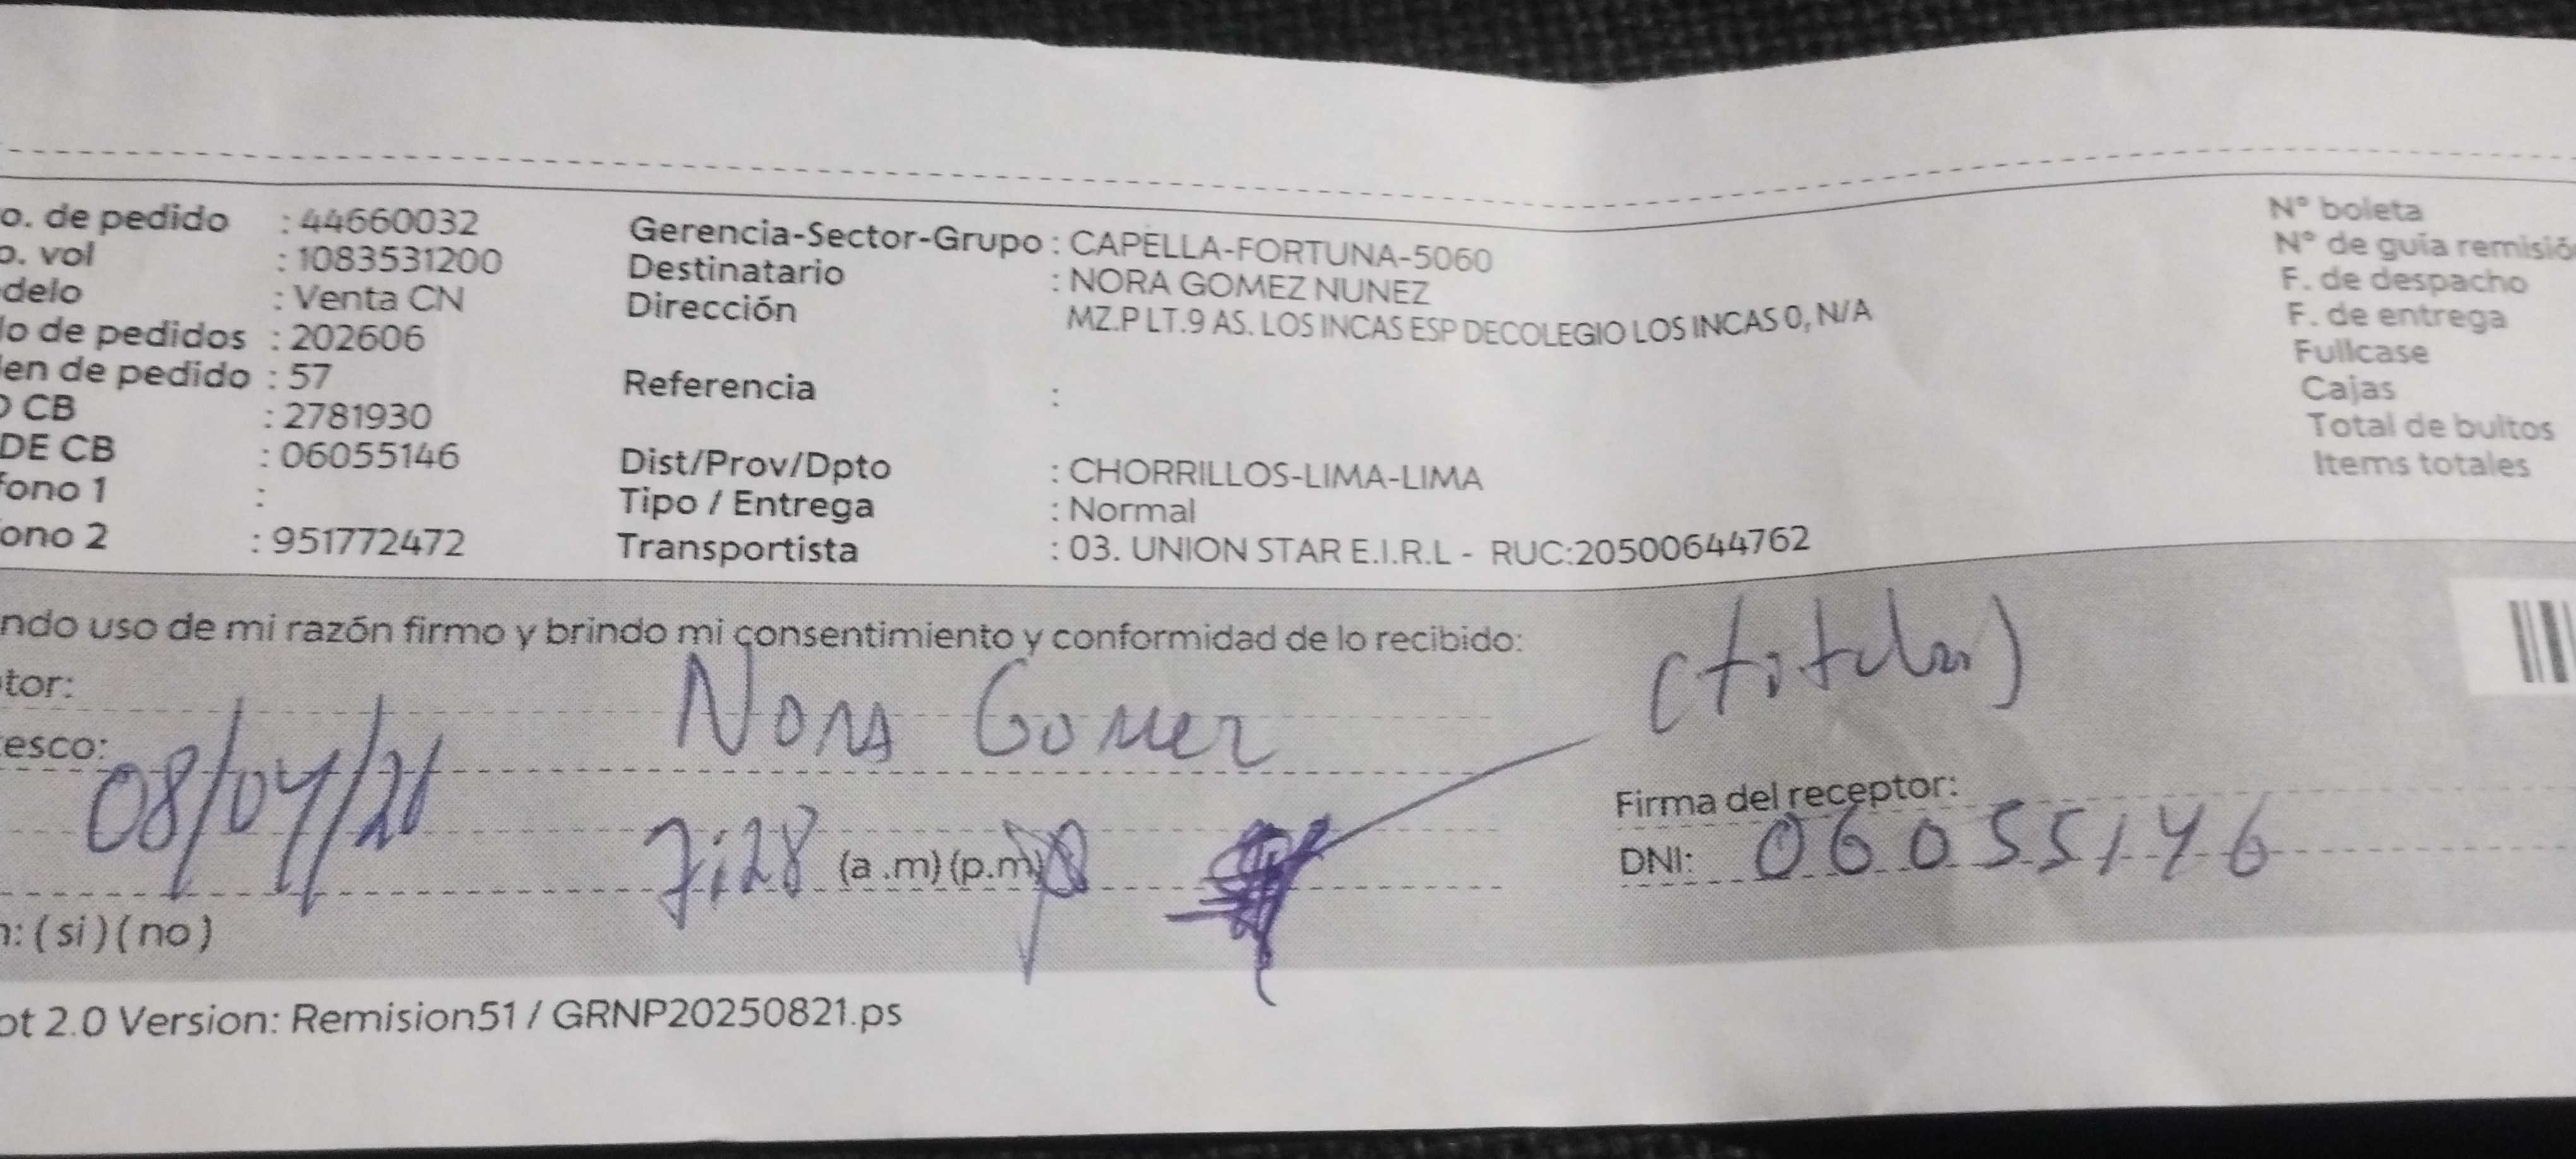 o. de pedido : 44660032
o. vol : 1083531200
delo : Venta CN
lo de pedidos : 202606
en de pedido : 57
O CB : 2781930
DE CB : 06055146
fono 1 :
ono 2 : 951772472
Gerencia-Sector-Grupo : CAPELLA-FORTUNA-5060
Destinatario : NORA GOMEZ NUNEZ
Dirección MZ.P LT.9 AS. LOS INCAS ESP DECOLEGIO LOS INCAS 0, N/A
Referencia :
Dist/Prov/Dpto : CHORRILLOS-LIMA-LIMA
Tipo / Entrega : Normal
Transportista : 03. UNION STAR E.I.R.L - RUC:20500644762
N° boleta
N° de guía remisió
F. de despacho
F. de entrega
Fullcase
Cajas
Total de bultos
Items totales
ndo uso de mi razón firmo y brindo mi consentimiento y conformidad de lo recibido:
(titular)
tor: Nora Gomez
esco:
08/04/26
Firma del receptor:
7:28 (a .m) (p.m)
DNI: 06055146
n: ( si ) ( no )
ot 2.0 Version: Remision51 / GRNP20250821.ps